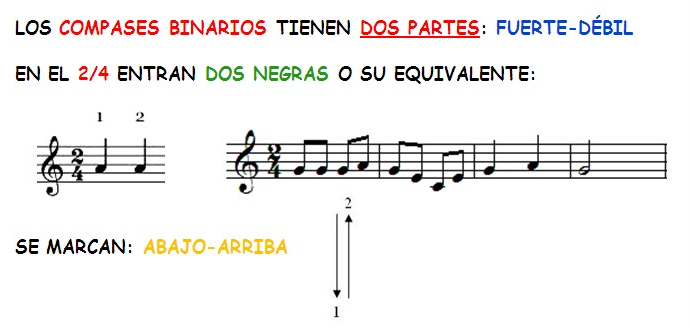 LOS COMPASES BINARIOS TIENEN DOS PARTES: FUERTE-DÉBIL
EN EL 2/4 ENTRAN DOS NEGRAS O SU EQUIVALENTE:
1 2
2
4
2
4
2
SE MARCAN: ABAJO-ARRIBA
1